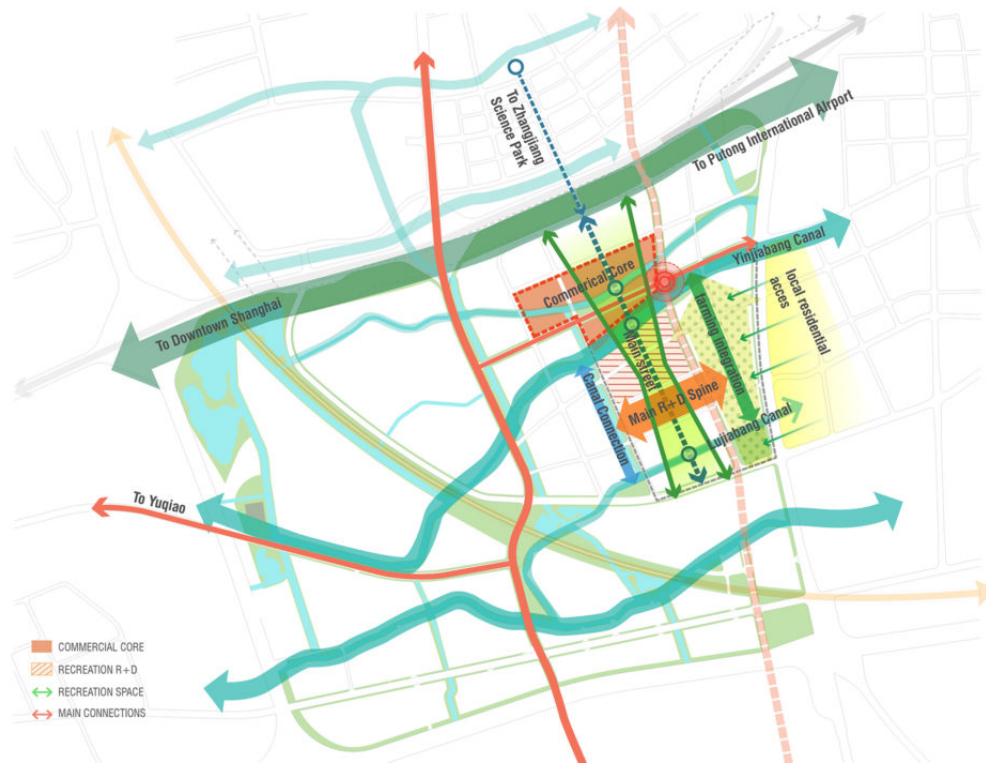 To Zhangjiang
Science Park
To Putong International Airport
Yinjiabang Canal
Commerical Core
local residential
acces
To Downtown Shanghai
farming integration
Main street
Main R+D Spine
Canal Connection
Lujiabang Canal
To Yuqiao
COMMERCIAL CORE
RECREATION R+D
RECREATION SPACE
MAIN CONNECTIONS